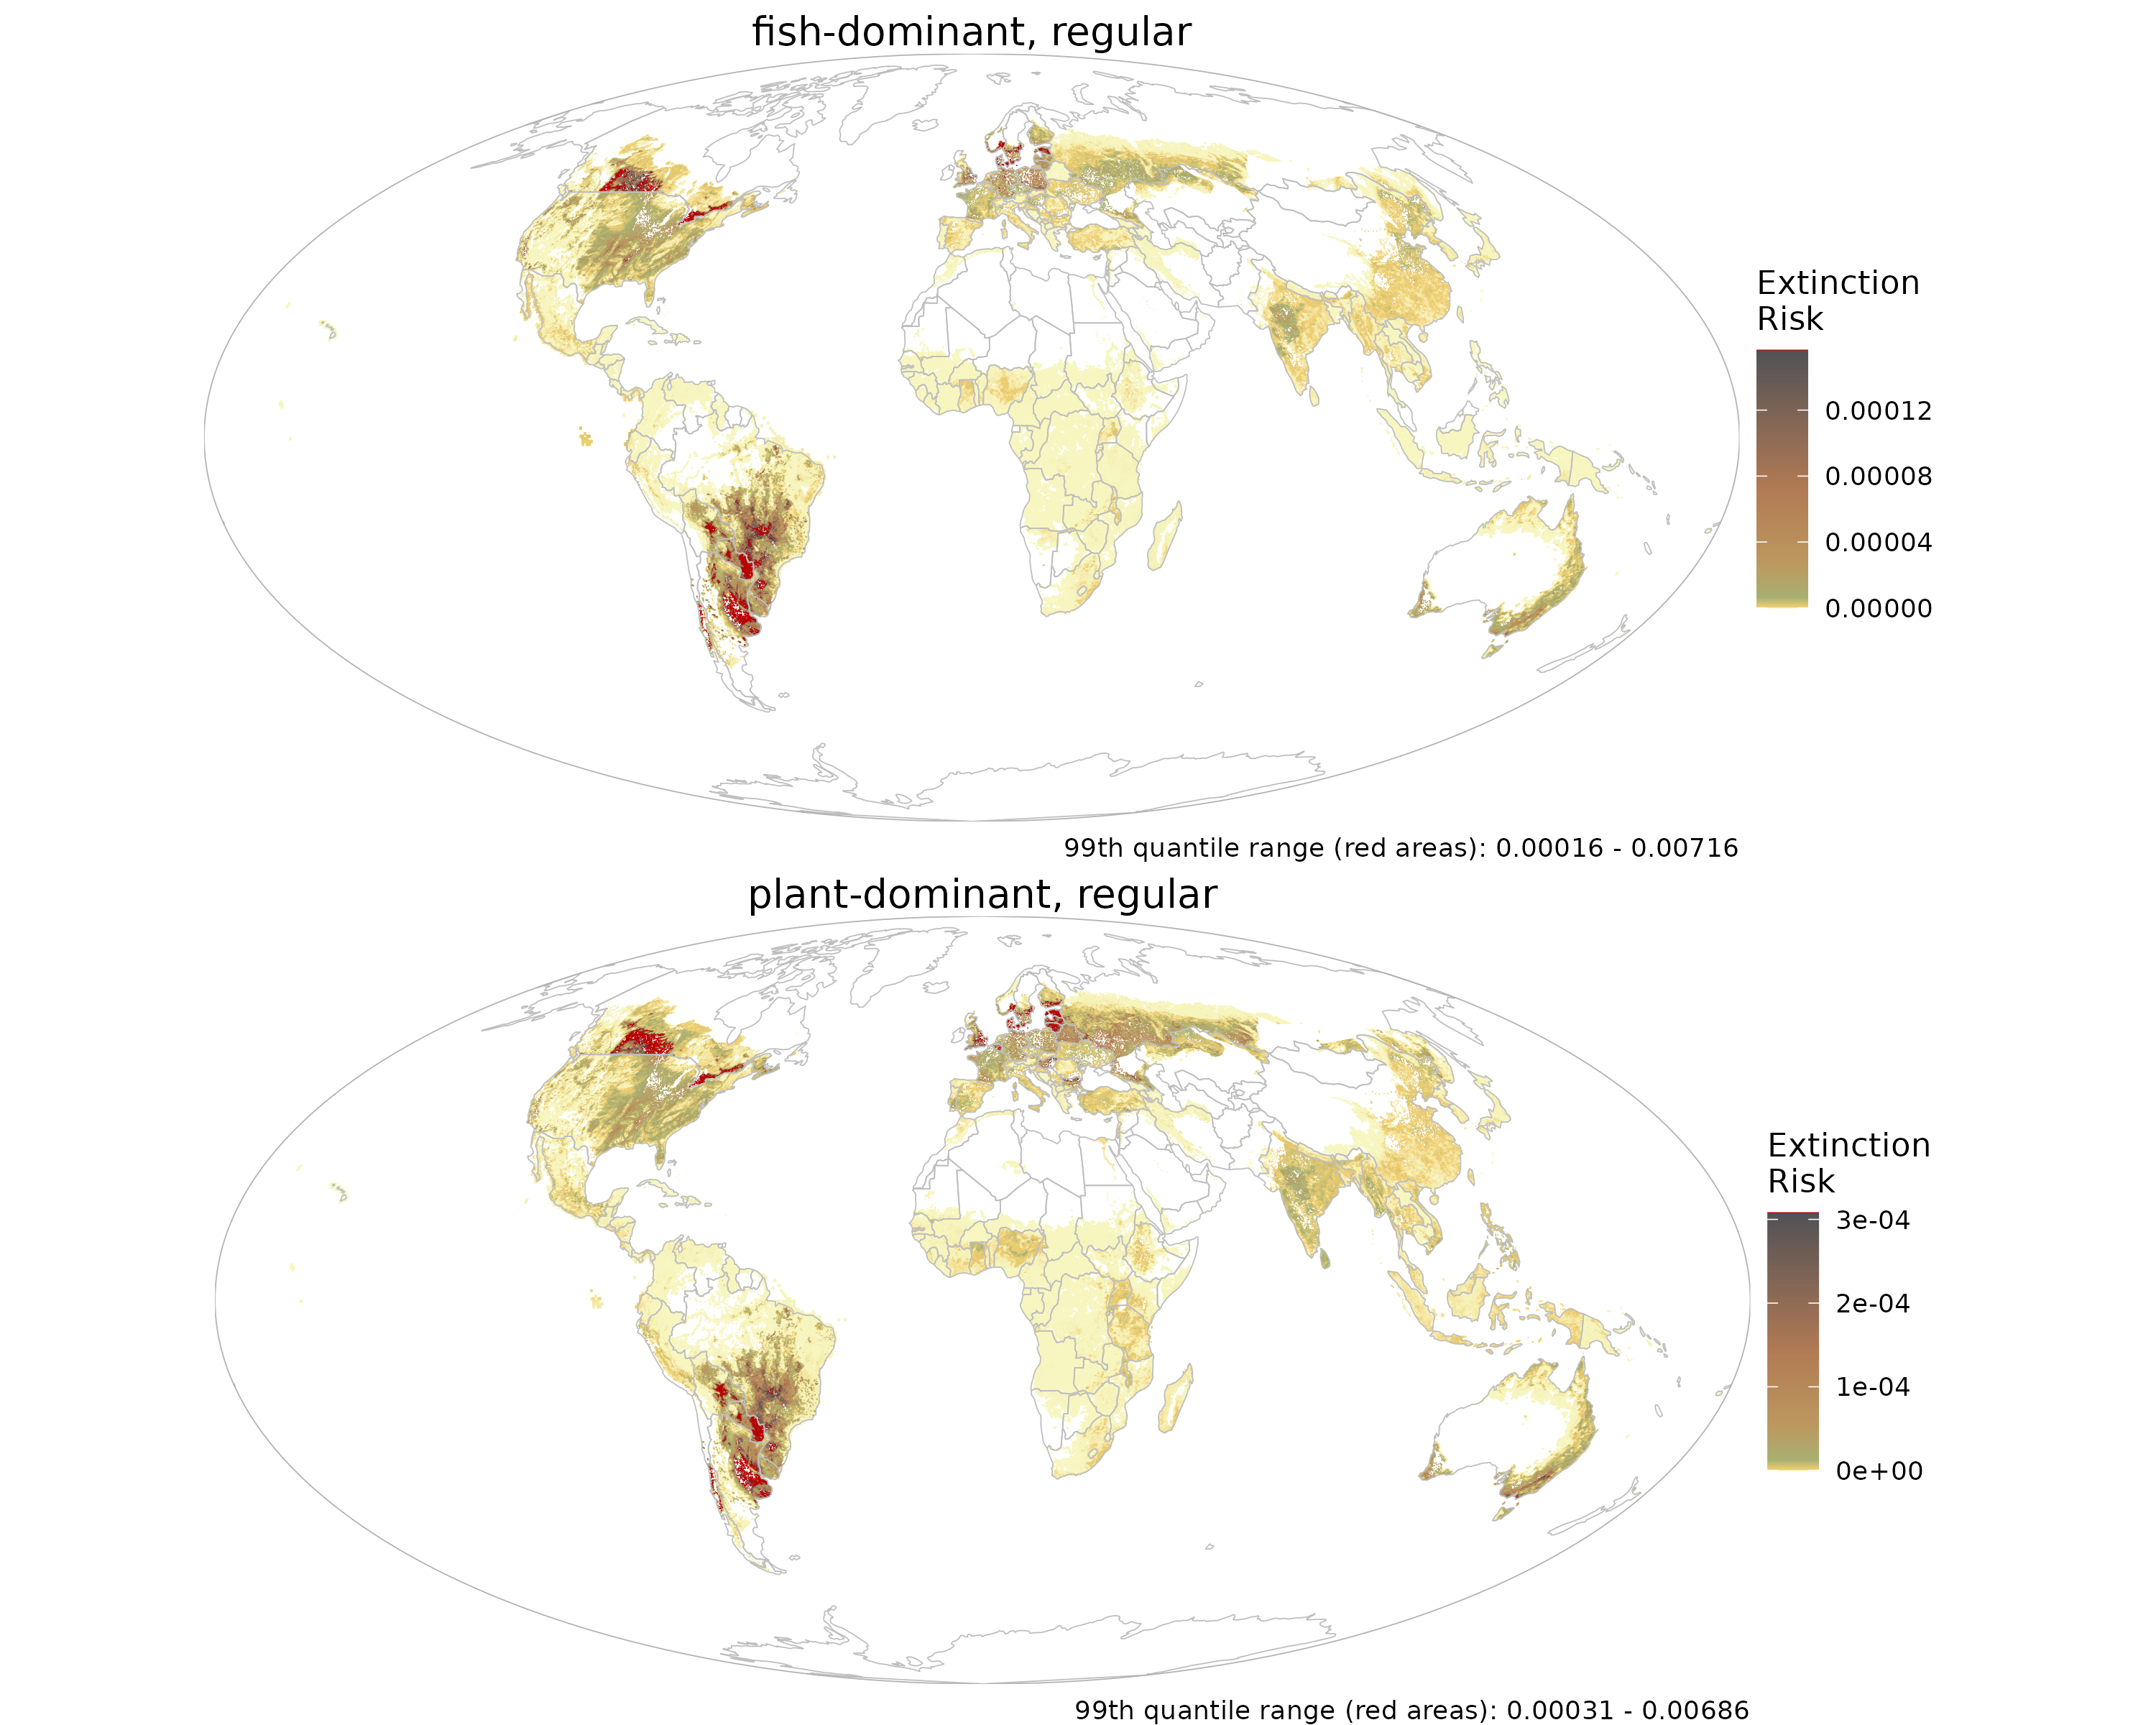 fish-dominant, regular
Extinction
Risk
0.00012
0.00008
0.00004
0.00000
99th quantile range (red areas): 0.00016 - 0.00716
plant-dominant, regular
Extinction
Risk
3e-04
2e-04
1e-04
0e+00
99th quantile range (red areas): 0.00031 - 0.00686